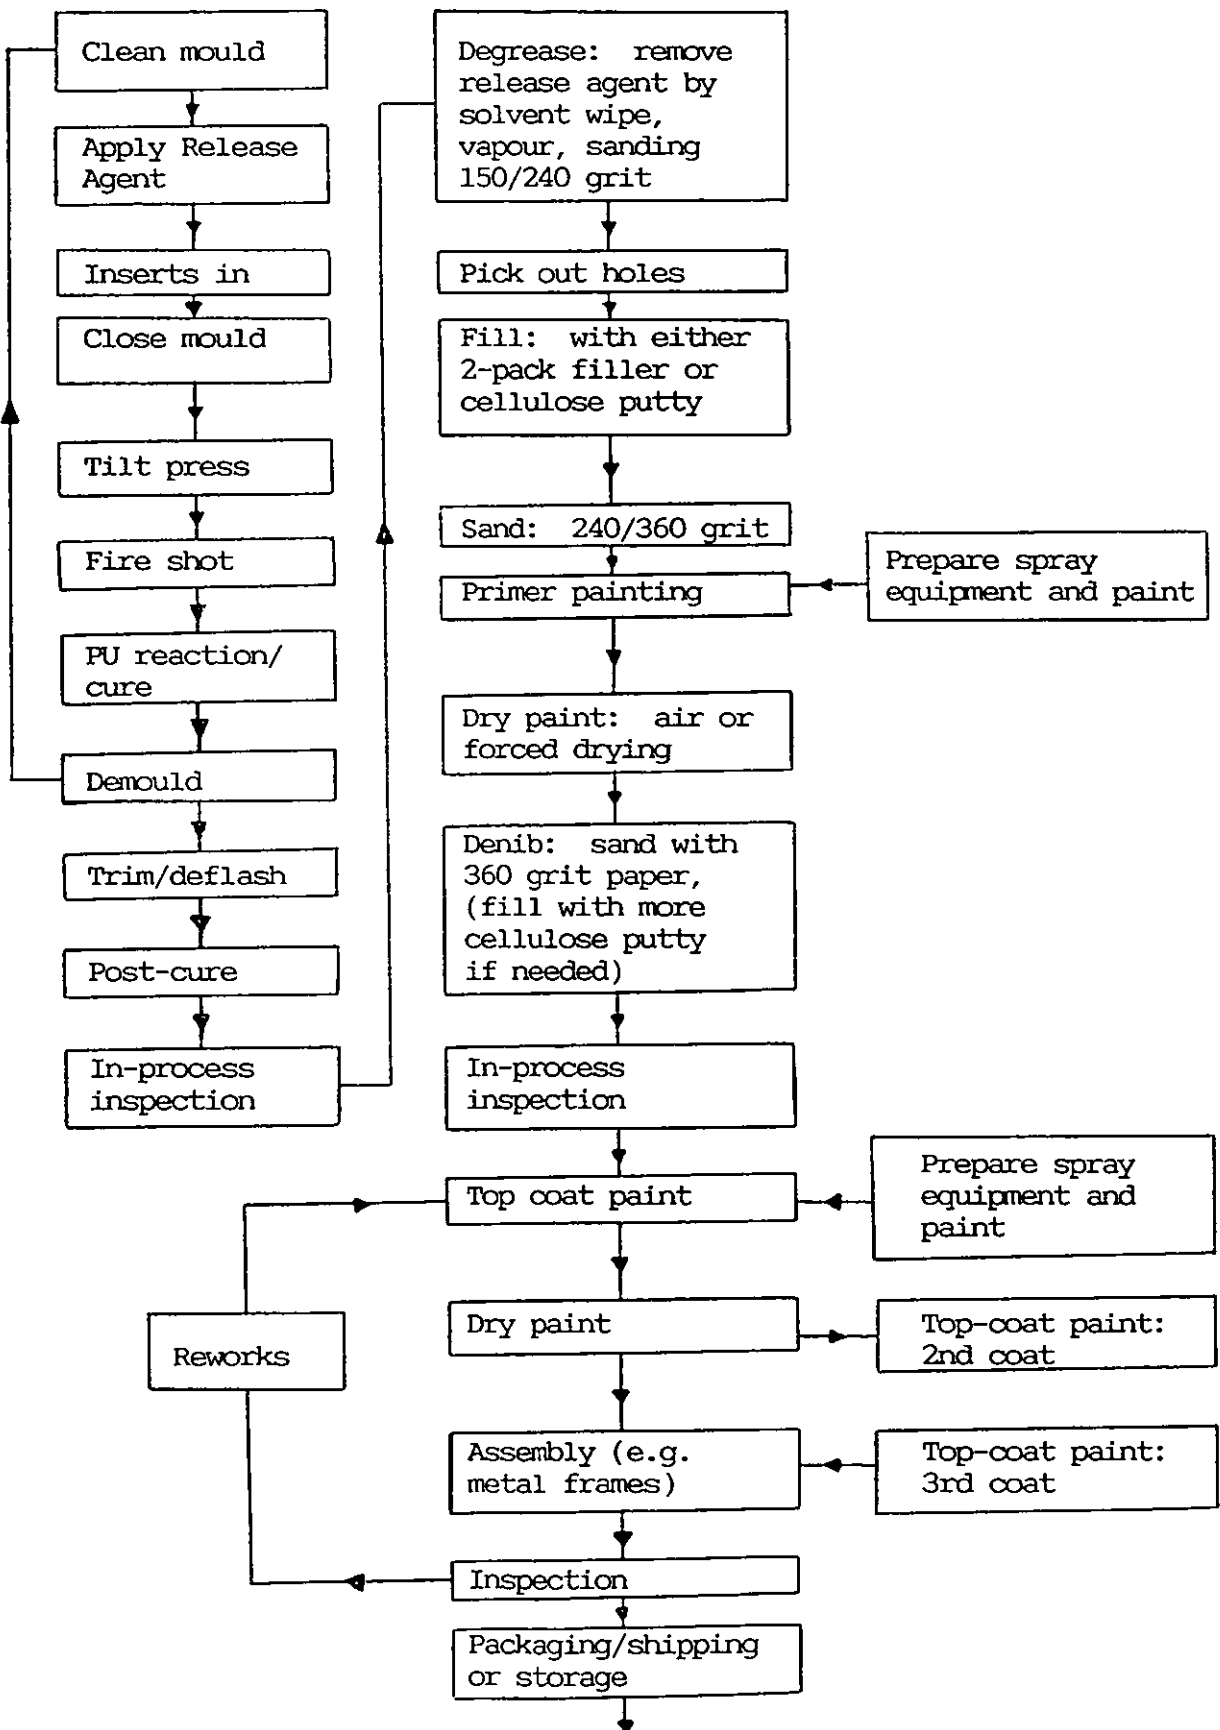 Clean mould
Apply Release
Agent
Inserts in
Close mould
Tilt press
Fire shot
PU reaction/
cure
Demould
Trim/deflash
Post-cure
In-process
inspection
Degrease: remove
release agent by
solvent wipe,
vapour, sanding
150/240 grit
Pick out holes
Fill: with either
2-pack filler or
cellulose putty
Sand: 240/360 grit
Primer painting
Prepare spray
equipment and paint
Dry paint: air or
forced drying
Denib: sand with
360 grit paper,
(fill with more
cellulose putty
if needed)
In-process
inspection
Top coat paint
Prepare spray
equipment and
paint
Dry paint
Top-coat paint:
2nd coat
Reworks
Assembly (e.g.
metal frames)
Top-coat paint:
3rd coat
Inspection
Packaging/shipping
or storage